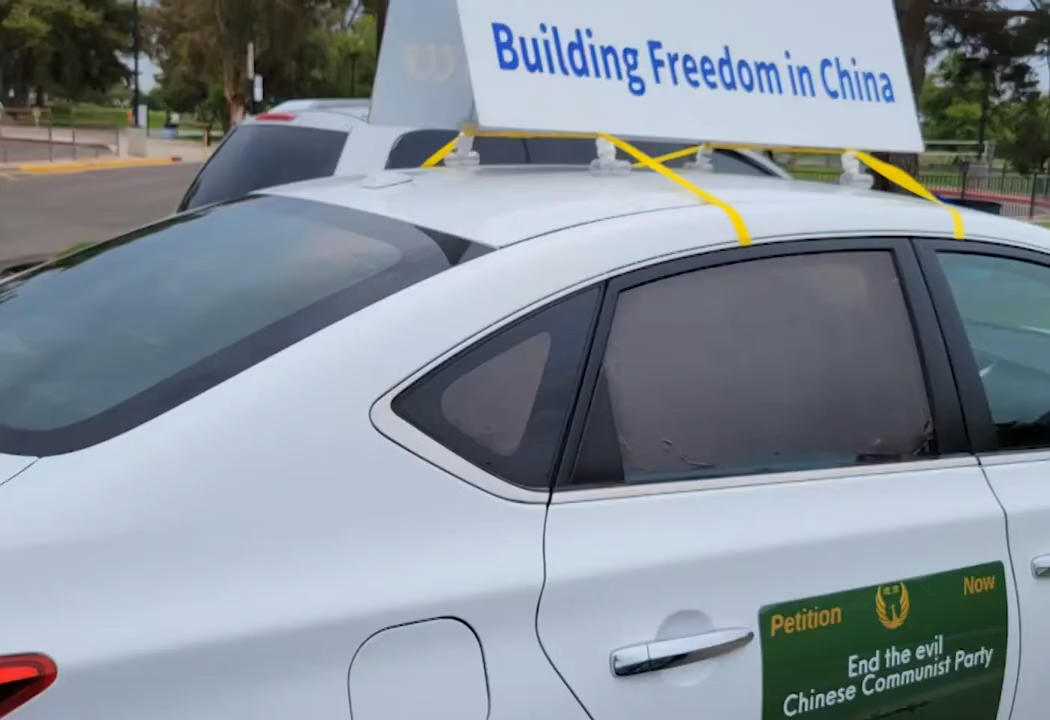 Building Freedom in China
Petition
Now
End the evil
Chinese Communist Party